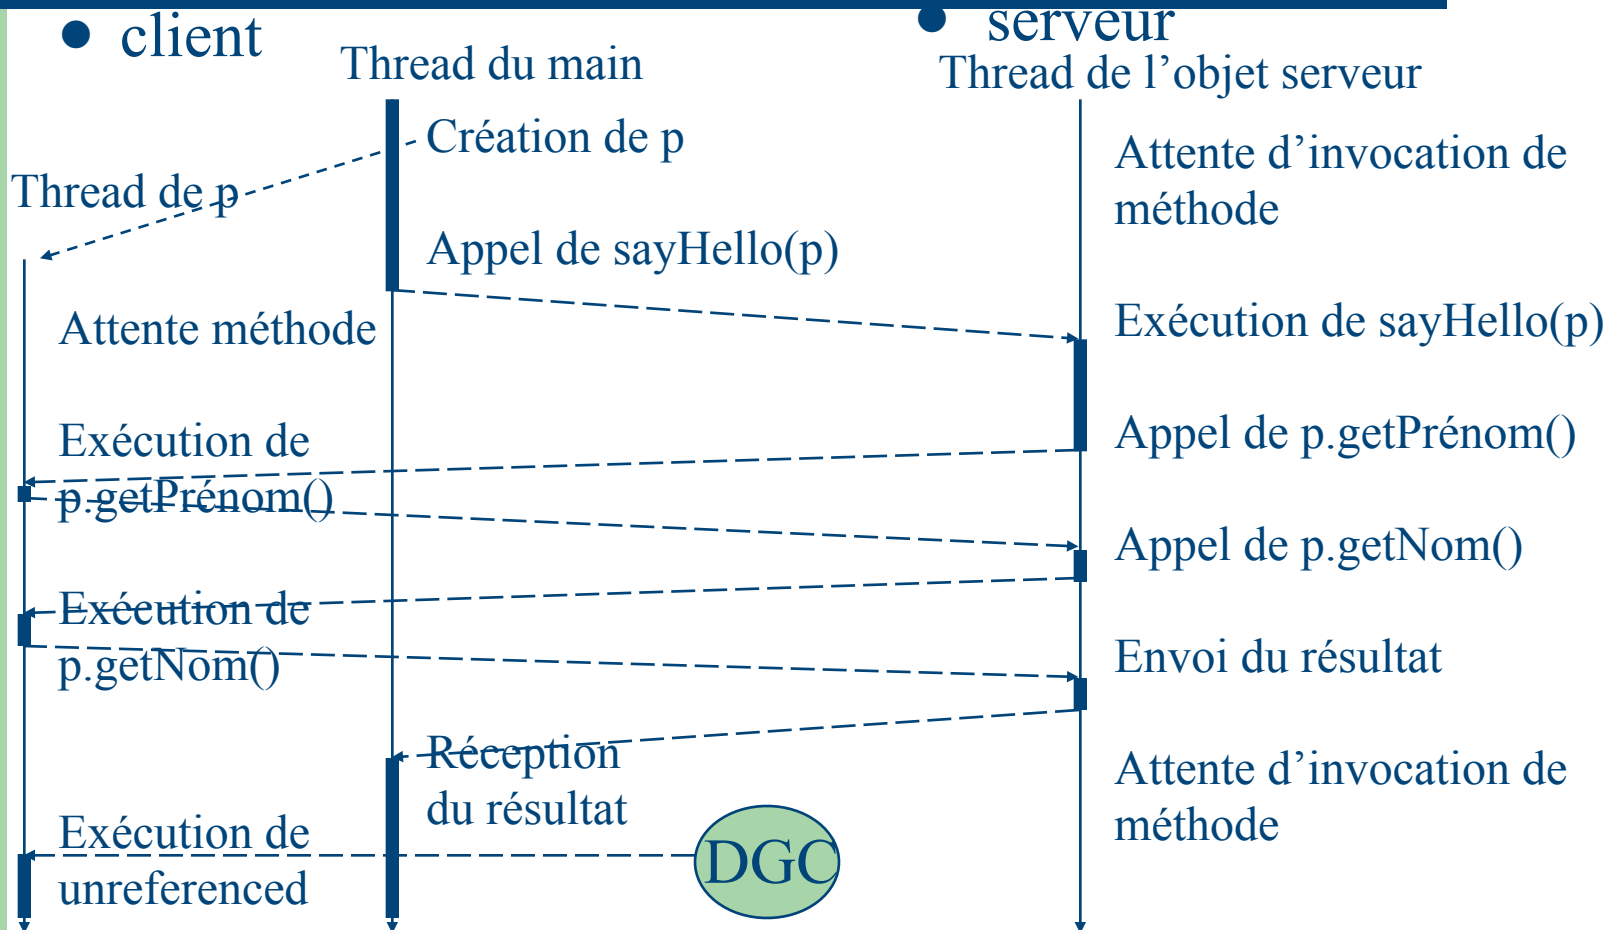 client
serveur
Thread du main
Thread de l’objet serveur
Création de p
Thread de p
Attente d’invocation de
méthode
Appel de sayHello(p)
Attente méthode
Exécution de sayHello(p)
Exécution de
p.getPrénom()
Appel de p.getPrénom()
Appel de p.getNom()
Exécution de
p.getNom()
Envoi du résultat
Réception
du résultat
Attente d’invocation de
méthode
Exécution de
unreferenced
DGC